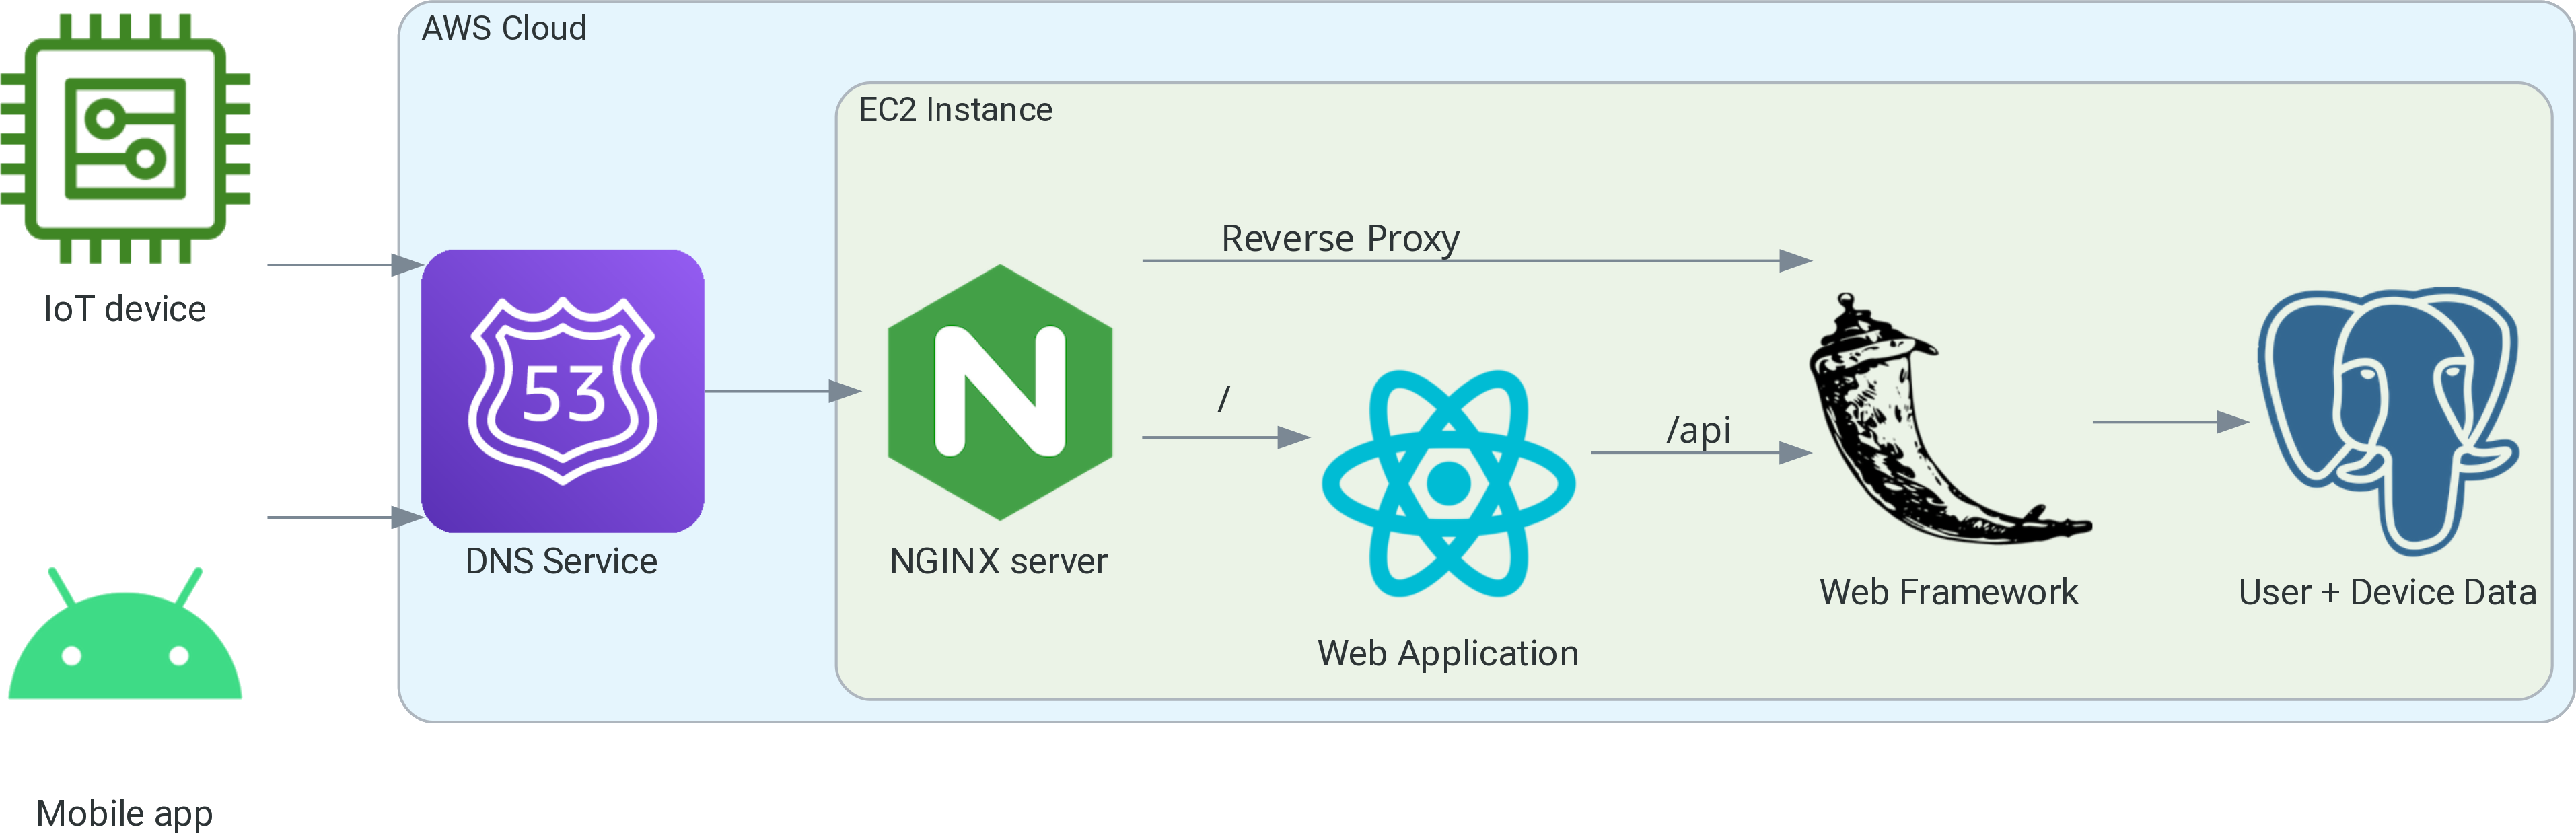 AWS Cloud
EC2 Instance
IoT device
Reverse Proxy
53
/
/api
DNS Service
NGINX server
Web Application
Web Framework
User + Device Data
Mobile app